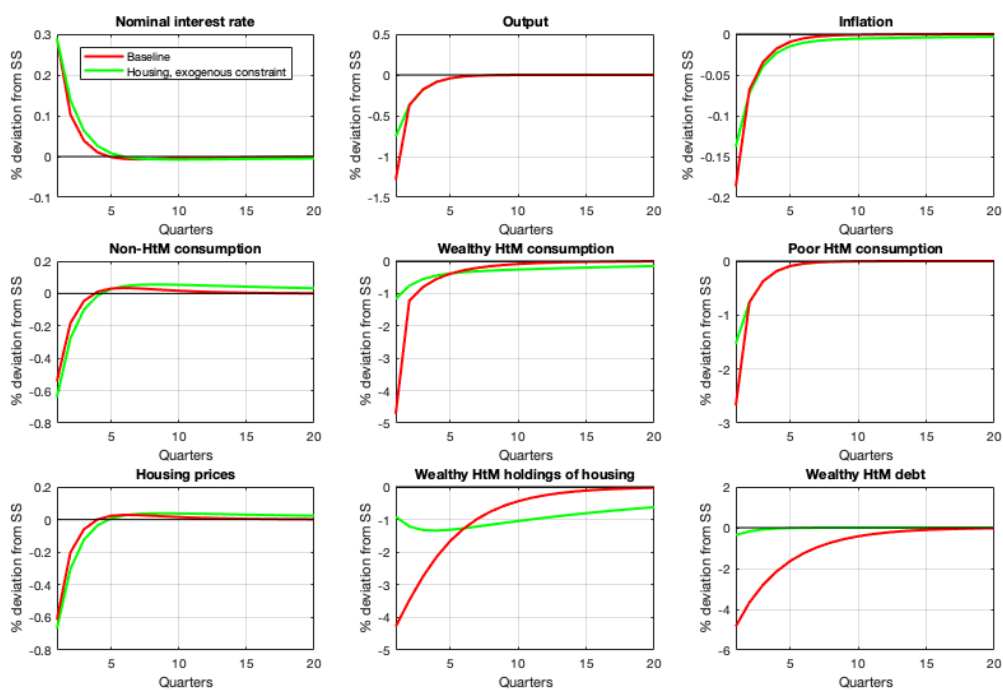 Nominal interest rate
% deviation from SS
0.3
0.2
0.1
0
-0.1
Baseline
Housing, exogenous constraint
5
10
15
20
Quarters
Output
% deviation from SS
0.5
0
-0.5
-1
-1.5
5
10
15
20
Quarters
Inflation
% deviation from SS
0
-0.05
-0.1
-0.15
-0.2
5
10
15
20
Quarters
Non-HtM consumption
% deviation from SS
0.2
0
-0.2
-0.4
-0.6
-0.8
5
10
15
20
Quarters
Wealthy HtM consumption
% deviation from SS
0
-1
-2
-3
-4
-5
5
10
15
20
Quarters
Poor HtM consumption
% deviation from SS
0
-1
-2
-3
5
10
15
20
Quarters
Housing prices
% deviation from SS
0.2
0
-0.2
-0.4
-0.6
-0.8
5
10
15
20
Quarters
Wealthy HtM holdings of housing
% deviation from SS
0
-1
-2
-3
-4
-5
5
10
15
20
Quarters
Wealthy HtM debt
% deviation from SS
2
0
-2
-4
-6
5
10
15
20
Quarters